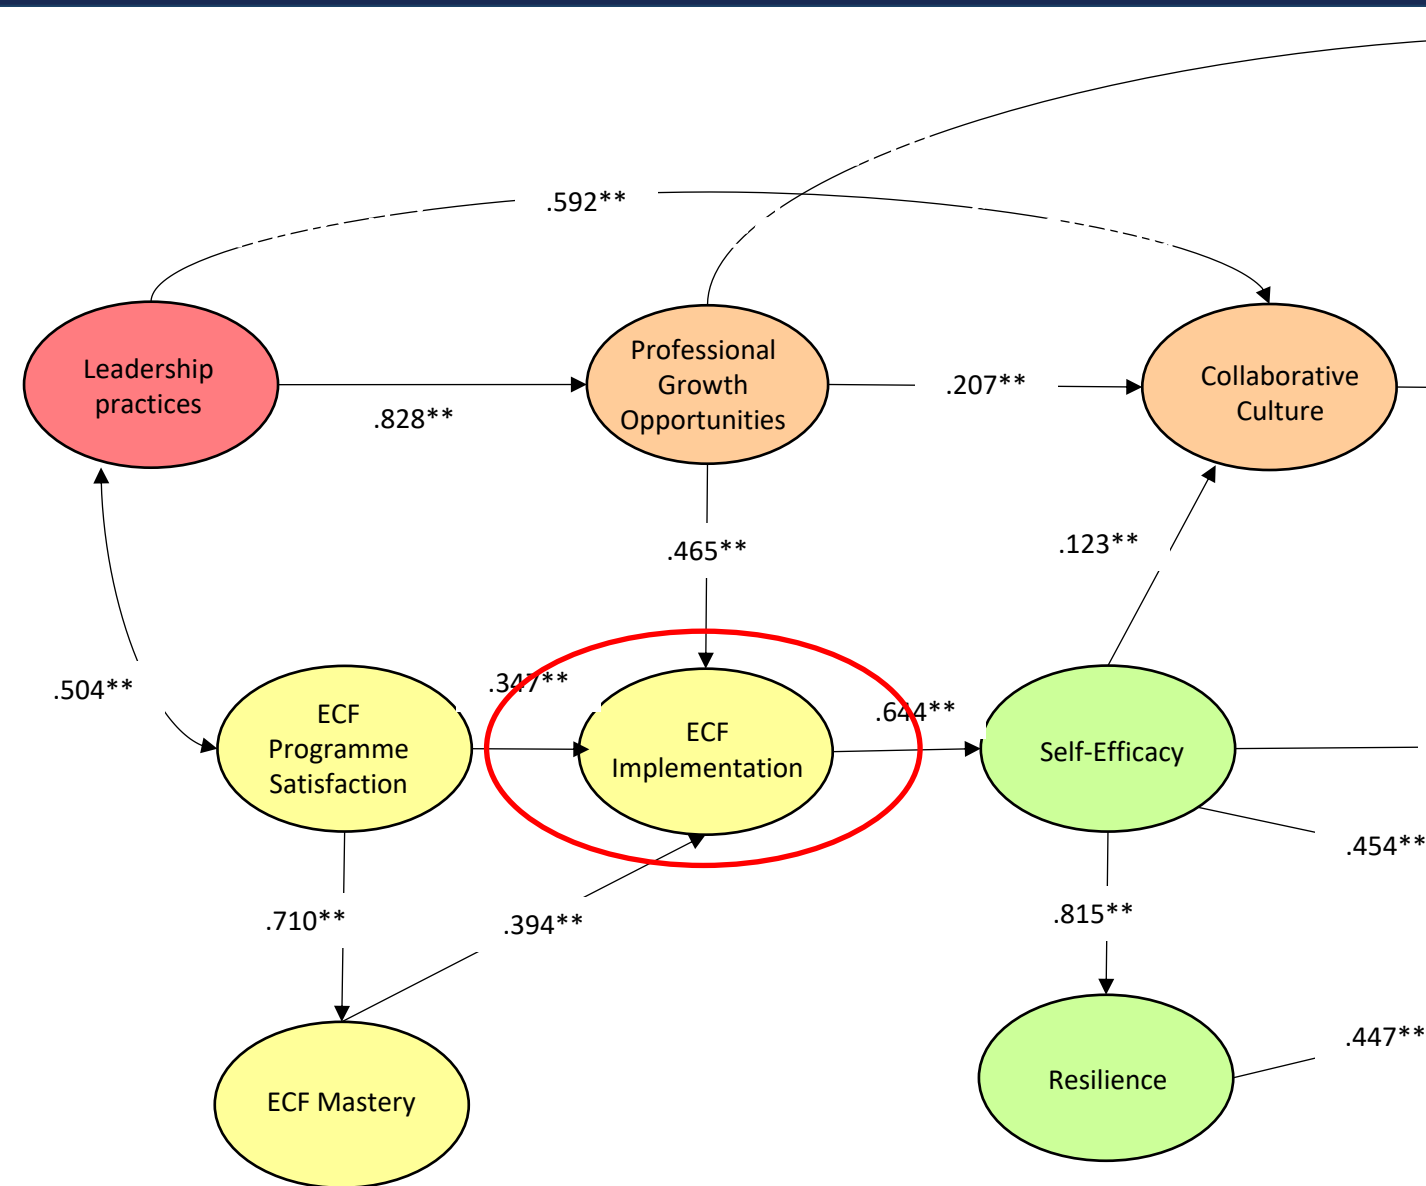 .592**
Leadership
practices
.828**
Professional
Growth
Opportunities
.207**
Collaborative
Culture
.465**
.123**
.504**
.347**
.644**
ECF
Programme
Satisfaction
ECF
Implementation
Self-Efficacy
.454**
.710**
.394**
.815**
.447**
ECF Mastery
Resilience